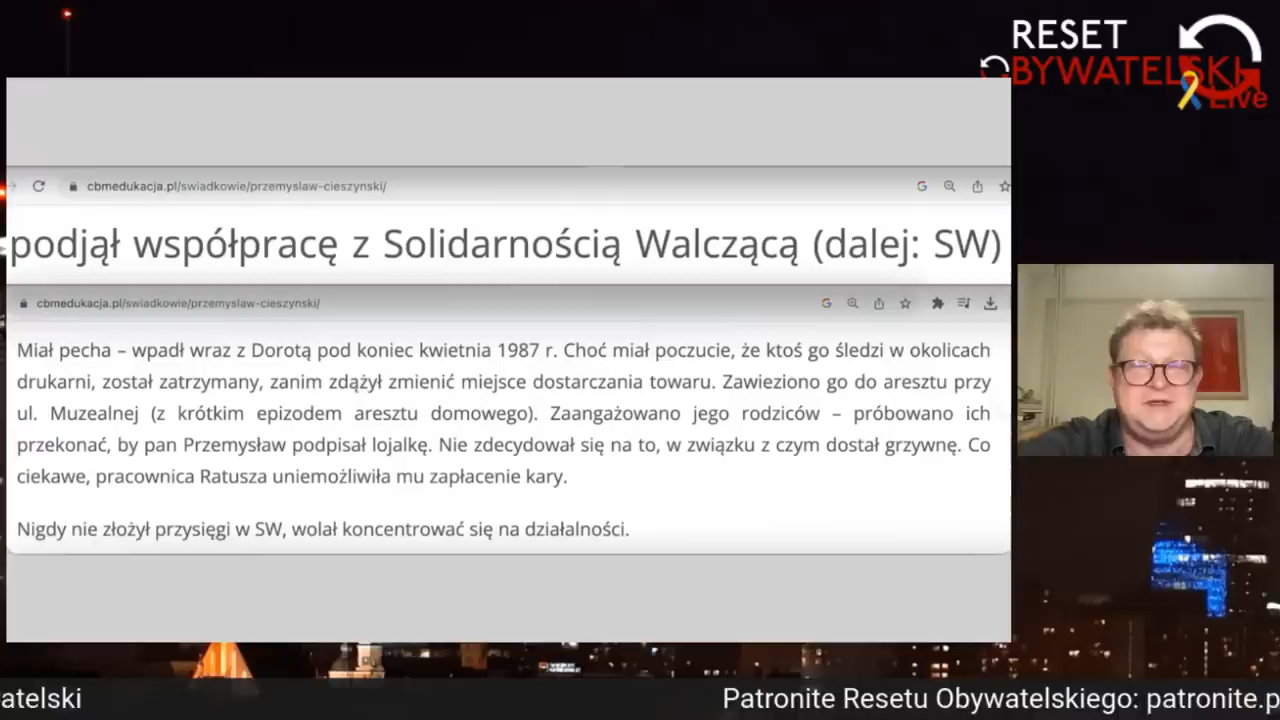 RESET
OBYWATELSKI
Live
cbmedukacja.pl/swiadkowie/przemyslaw-cieszynski/
podjął współpracę z Solidarnością Walczącą (dalej: SW)
cbmedukacja.pl/swiadkowie/przemyslaw-cieszynski/
Miał pecha – wpadł wraz z Dorotą pod koniec kwietnia 1987 r. Choć miał poczucie, że ktoś go śledzi w okolicach
drukarni, został zatrzymany, zanim zdążył zmienić miejsce dostarczania towaru. Zawieziono go do aresztu przy
ul. Muzealnej (z krótkim epizodem aresztu domowego). Zaangażowano jego rodziców – próbowano ich
przekonać, by pan Przemysław podpisał lojalkę. Nie zdecydował się na to, w związku z czym dostał grzywnę. Co
ciekawe, pracownica Ratusza uniemożliwiła mu zapłacenie kary.
Nigdy nie złożył przysięgi w SW, wolał koncentrować się na działalności.
atelski Patronite Resetu Obywatelskiego: patronite.p